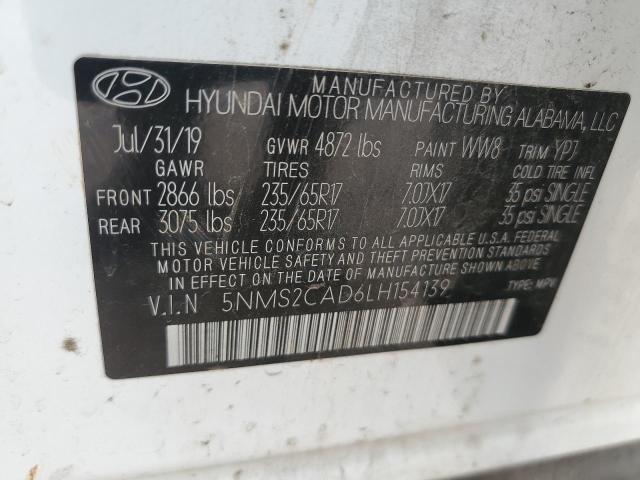 MANUFACTURED BY
HYUNDAI MOTOR MANUFACTURING ALABAMA, LLC
Jul/31/19 GVWR 4872 lbs PAINT WW8 TRIM YPJ
GAWR TIRES RIMS COLD TIRE INFL
FRONT 2866 lbs 235/65R17 7.0JX17 35 psi SINGLE
REAR 3075 lbs 235/65R17 7.0JX17 35 psi SINGLE
THIS VEHICLE CONFORMS TO ALL APPLICABLE U.S.A. FEDERAL
MOTOR VEHICLE SAFETY AND THEFT PREVENTION STANDARDS
IN EFFECT ON THE DATE OF MANUFACTURE SHOWN ABOVE
V.I.N 5NMS2CAD6LH154139 TYPE: MPV